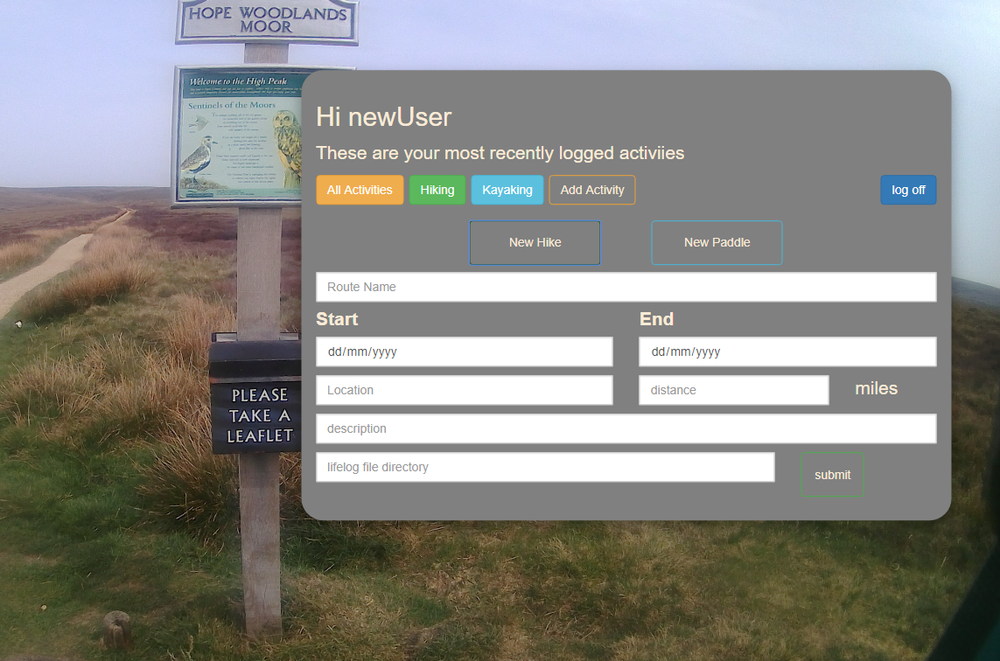 HOPE WOODLANDS
MOOR
Welcome to the High Peak
Sentinels of the Moors
PLEASE
TAKE A
LEAFLET
Hi newUser
These are your most recently logged activiies
All Activities Hiking Kayaking Add Activity log off
New Hike New Paddle
Route Name
Start End
dd/mm/yyyy dd/mm/yyyy
Location distance miles
description
lifelog file directory submit